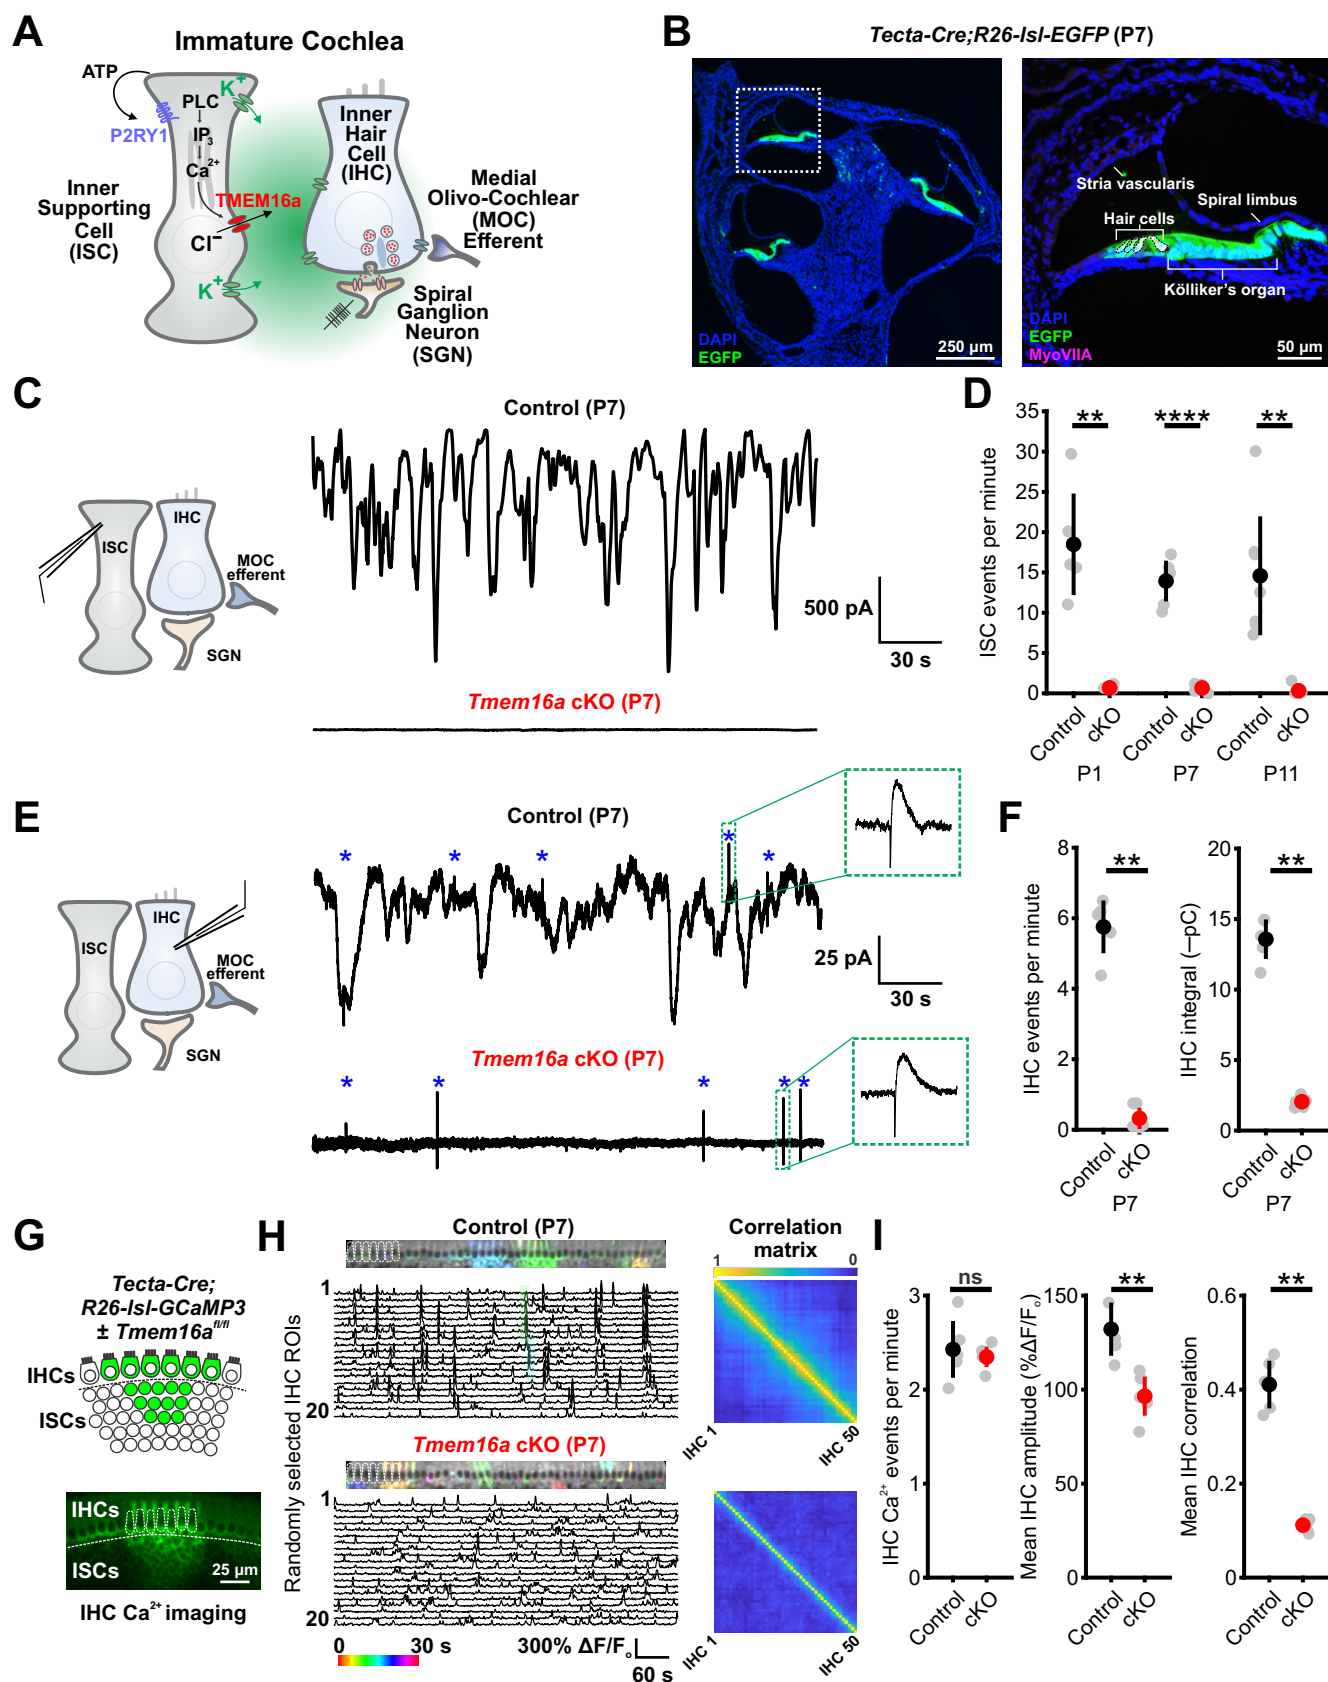 A
Immature Cochlea
ATP
K+
PLC
P2RY1
IP3
Ca2+
TMEM16a
Cl−
K+
Inner
Supporting
Cell
(ISC)
Inner
Hair
Cell
(IHC)
Medial
Olivo-Cochlear
(MOC)
Efferent
Spiral
Ganglion
Neuron
(SGN)
B
Tecta-Cre;R26-lsl-EGFP (P7)
DAPI
EGFP
250 µm
Stria vascularis
Spiral limbus
Hair cells
Kölliker's organ
DAPI
EGFP
MyoVIIA
50 µm
C
Control (P7)
ISC
IHC
MOC
efferent
SGN
500 pA
30 s
Tmem16a cKO (P7)
D
ISC events per minute
35
30
25
20
15
10
5
0
**
****
**
Control
cKO
Control
cKO
Control
cKO
P1
P7
P11
E
Control (P7)
* * * * *
ISC
IHC
MOC
efferent
SGN
25 pA
30 s
Tmem16a cKO (P7)
* * * * *
F
IHC events per minute
8
6
4
2
0
**
Control
cKO
P7
IHC integral (–pC)
20
15
10
5
0
**
Control
cKO
P7
G
Tecta-Cre;
R26-lsl-GCaMP3
± Tmem16afl/fl
IHCs
ISCs
IHCs
ISCs
25 µm
IHC Ca2+ imaging
H
Control (P7)
Randomly selected IHC ROIs
1
20
Tmem16a cKO (P7)
1
20
0
30 s
300% ΔF/Fo
60 s
Correlation
matrix
1
0
IHC 1
IHC 50
IHC 1
IHC 50
I
IHC Ca2+ events per minute
3
2
1
0
ns
Control
cKO
Mean IHC amplitude (%ΔF/Fo)
150
100
50
0
**
Control
cKO
Mean IHC correlation
0.6
0.4
0.2
0
**
Control
cKO